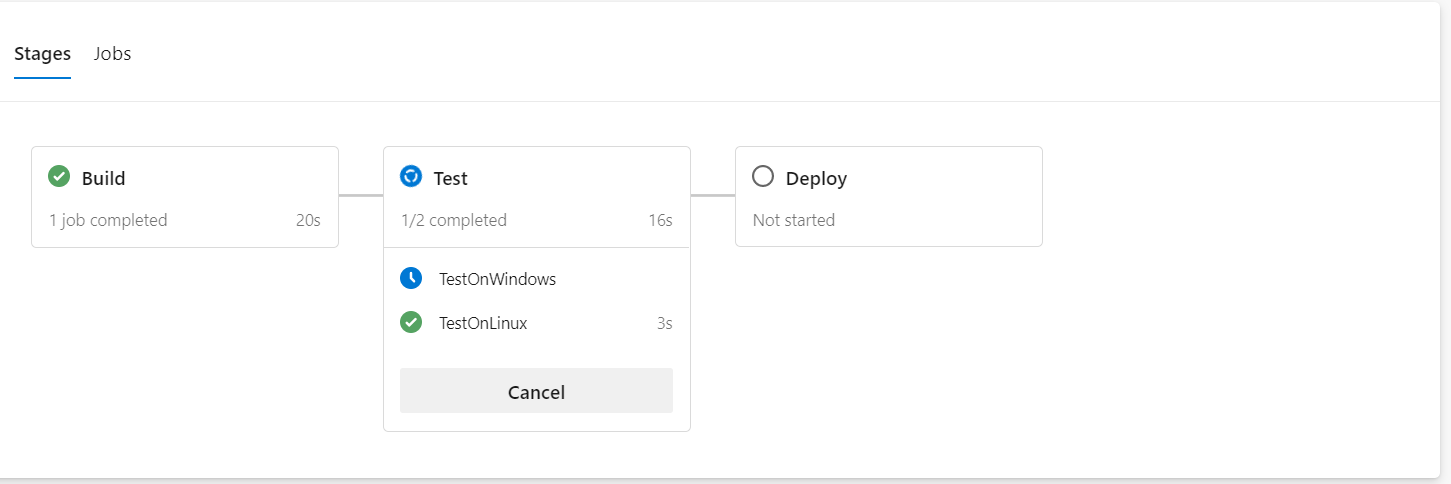 Stages Jobs
Build
1 job completed 20s
Test
1/2 completed 16s
TestOnWindows
TestOnLinux 3s
Cancel
Deploy
Not started